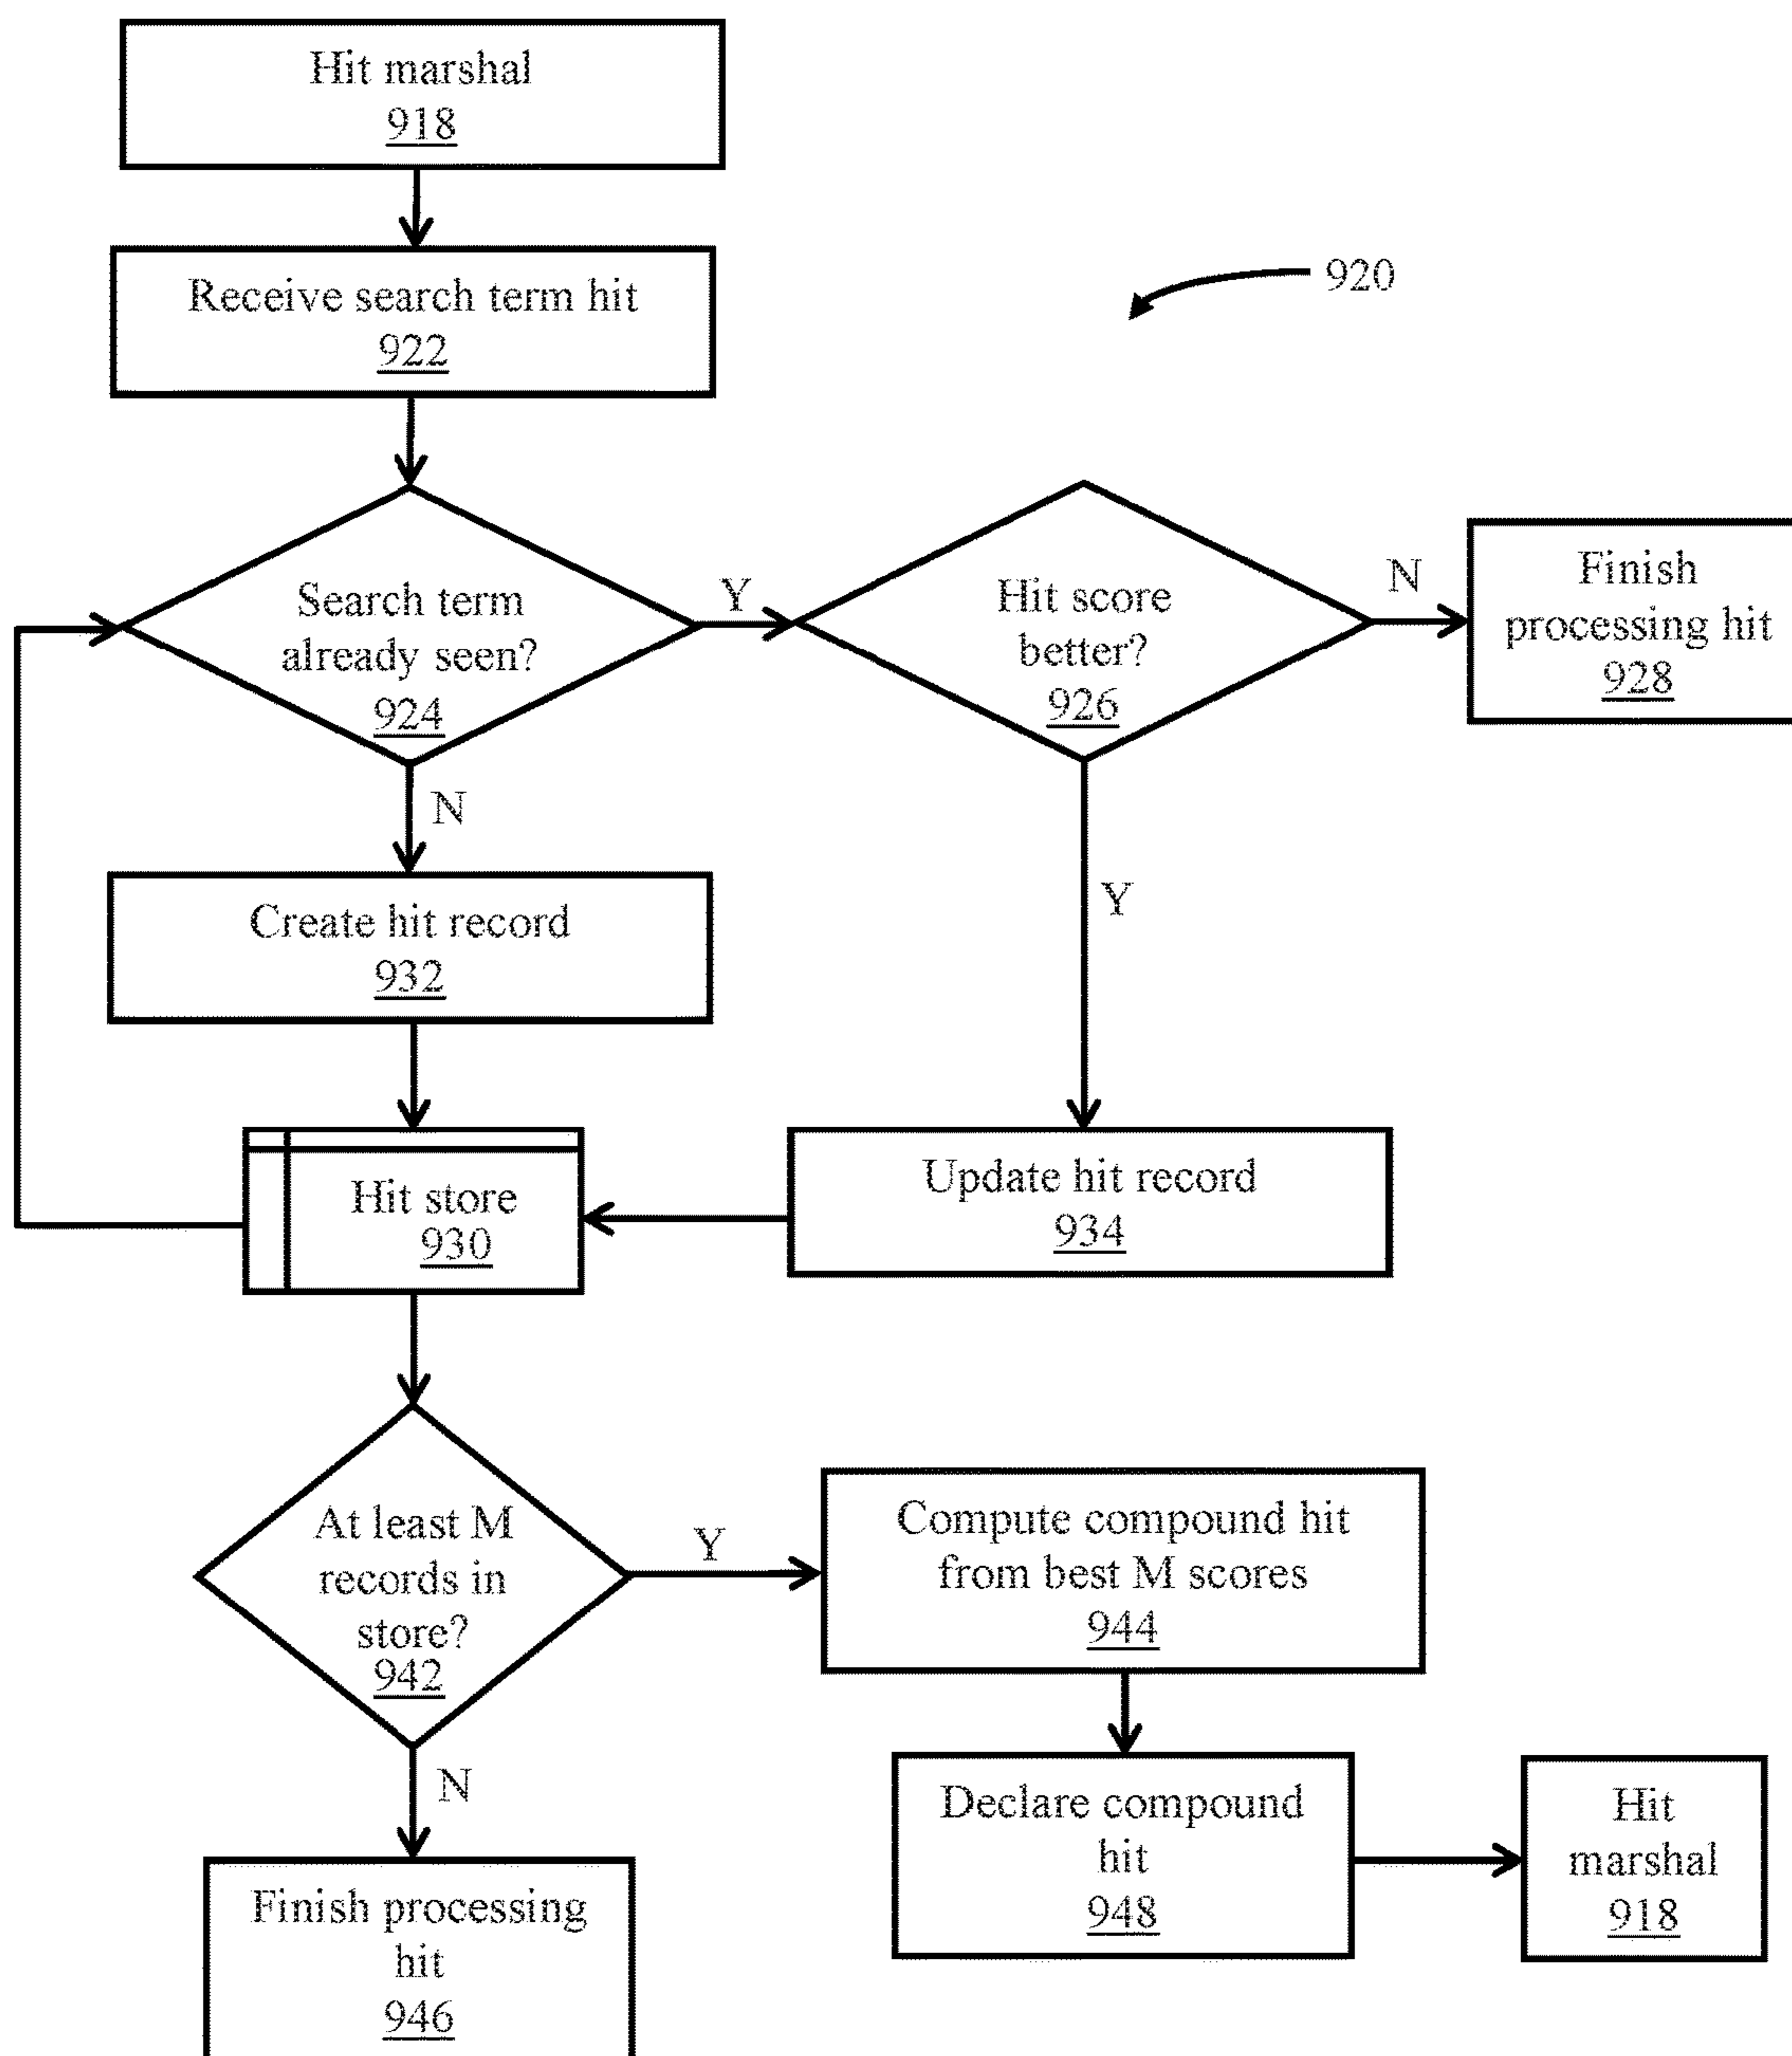 Hit marshal
918
Receive search term hit
922
920
Search term
already seen?
924
Y
Hit score
better?
926
N
Finish
processing hit
928
N
Y
Create hit record
932
Hit store
930
Update hit record
934
At least M
records in
store?
942
Y
Compute compound hit
from best M scores
944
N
Declare compound
hit
948
Hit
marshal
918
Finish processing
hit
946